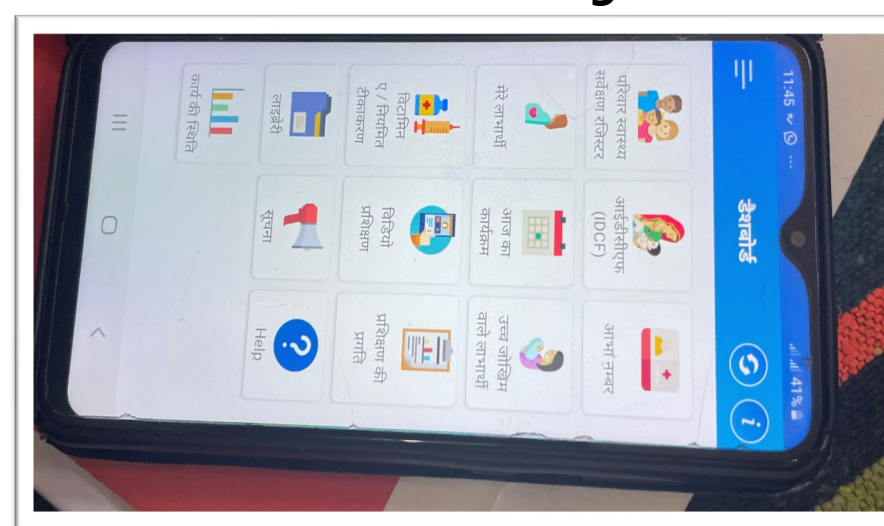 11:45
41%
डैशबोर्ड
परिवार स्वास्थ्य
सर्वेक्षण रजिस्टर
आईडीसीएफ
(IDCF)
आभा नम्बर
मेरे लाभार्थी
आज का
कार्यक्रम
उच्च जोखिम
वाले लाभार्थी
विटामिन
ए / नियमित
टीकाकरण
विडियो
प्रशिक्षण
प्रशिक्षण की
प्रगति
लाइब्रेरी
सूचना
Help
कार्य की स्थिति